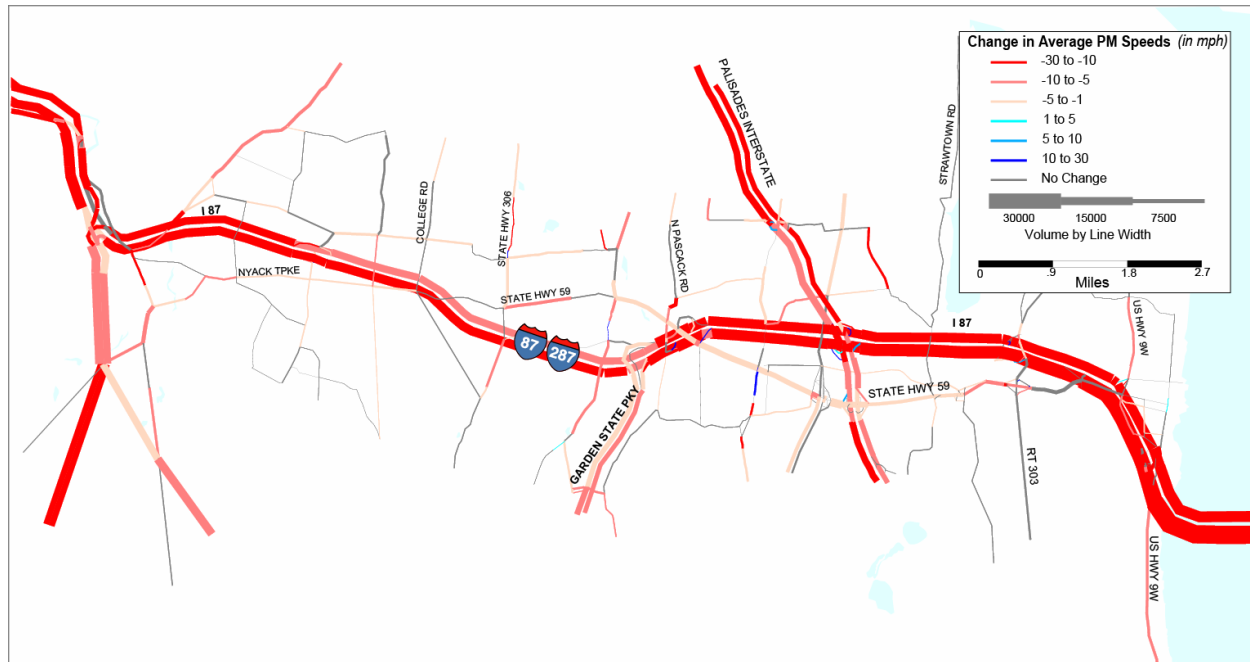 Change in Average PM Speeds (in mph)
-30 to -10
-10 to -5
-5 to -1
1 to 5
5 to 10
10 to 30
No Change
30000 15000 7500
Volume by Line Width
0 .9 1.8 2.7
Miles
PALISADES INTERSTATE
STRAWTOWN RD
I 87
COLLEGE RD
STATE HWY 306
N PASCACK RD
NYACK TPKE
STATE HWY 59
87
287
I 87
US HWY 9W
STATE HWY 59
GARDEN STATE PKY
RT 303
US HWY 9W